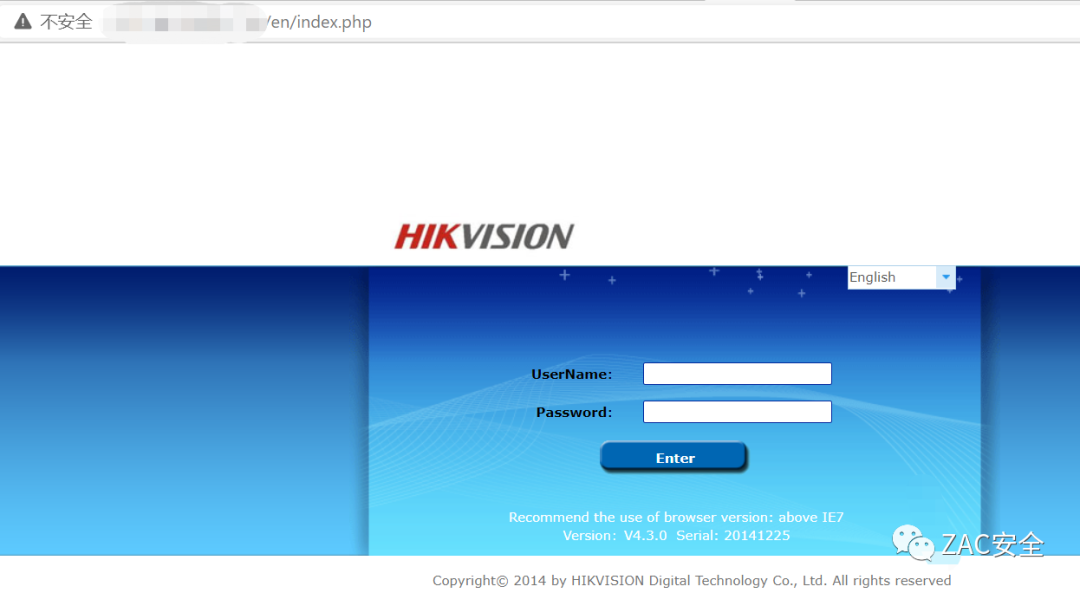 不安全 /en/index.php
HIKVISION
English
UserName:
Password:
Enter
Recommend the use of browser version: above IE7
Version: V4.3.0 Serial: 20141225
ZAC安全
Copyright© 2014 by HIKVISION Digital Technology Co., Ltd. All rights reserved